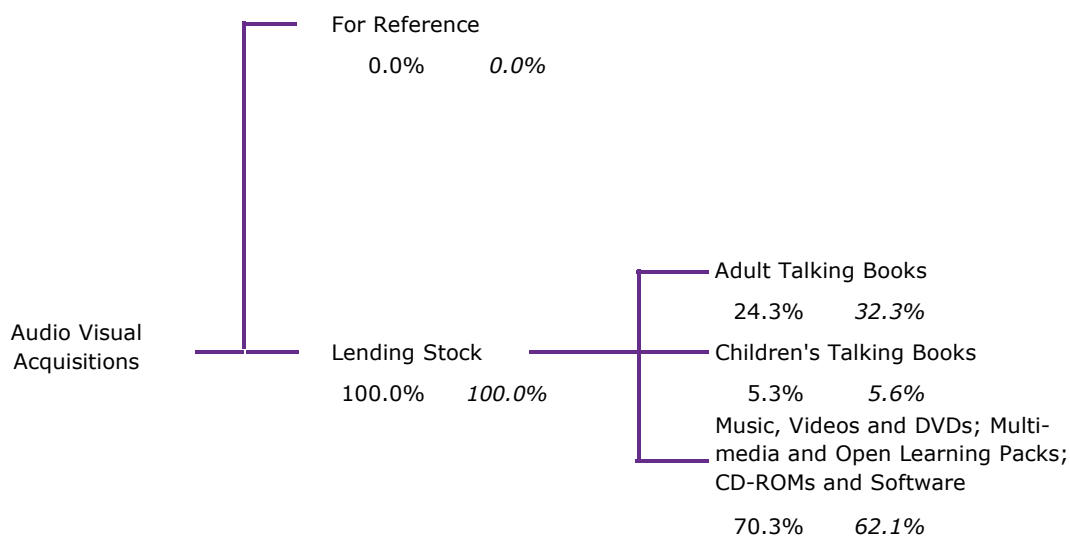 For Reference
0.0% 0.0%
Audio Visual
Acquisitions
Lending Stock
100.0% 100.0%
Adult Talking Books
24.3% 32.3%
Children's Talking Books
5.3% 5.6%
Music, Videos and DVDs; Multi-
media and Open Learning Packs;
CD-ROMs and Software
70.3% 62.1%